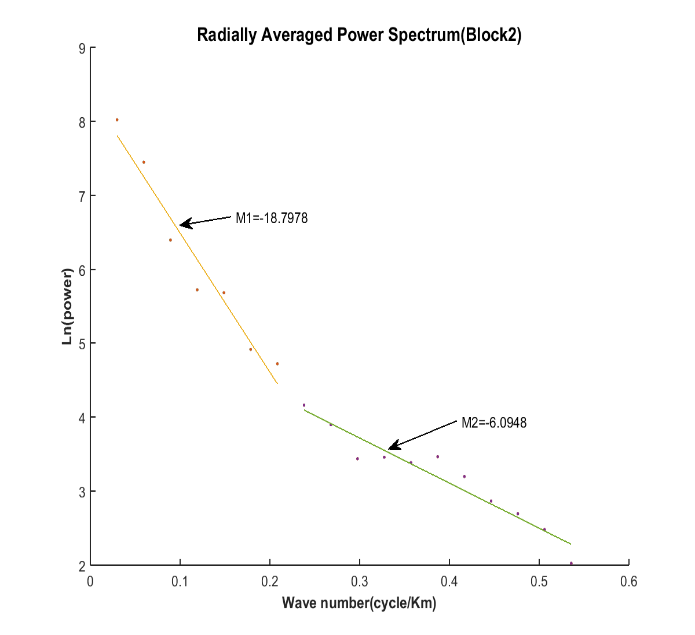 Radially Averaged Power Spectrum(Block2)
9
8
7
6
5
4
3
2
Ln(power)
M1=-18.7978
M2=-6.0948
0 0.1 0.2 0.3 0.4 0.5 0.6
Wave number(cycle/Km)